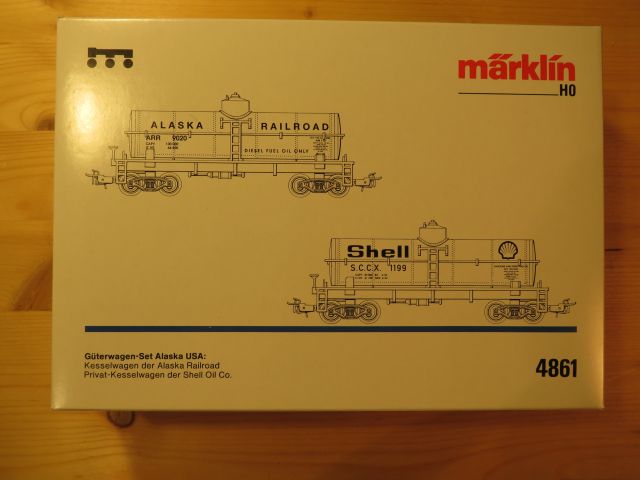 märklin
H0
ALASKA RAILROAD
ARR 9020
DIESEL FUEL OIL ONLY
Shell
S.C.C.X. 1199
Güterwagen-Set Alaska USA:
Kesselwagen der Alaska Railroad
Privat-Kesselwagen der Shell Oil Co.
4861